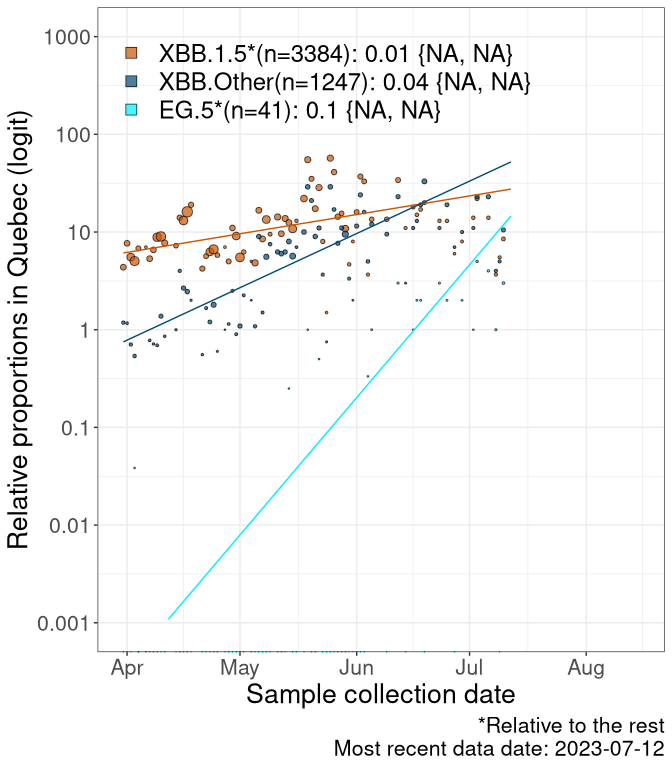 XBB.1.5*(n=3384): 0.01 {NA, NA}
XBB.Other(n=1247): 0.04 {NA, NA}
EG.5*(n=41): 0.1 {NA, NA}
Relative proportions in Quebec (logit)
1000
100
10
1
0.1
0.01
0.001
Apr May Jun Jul Aug
Sample collection date
*Relative to the rest
Most recent data date: 2023-07-12